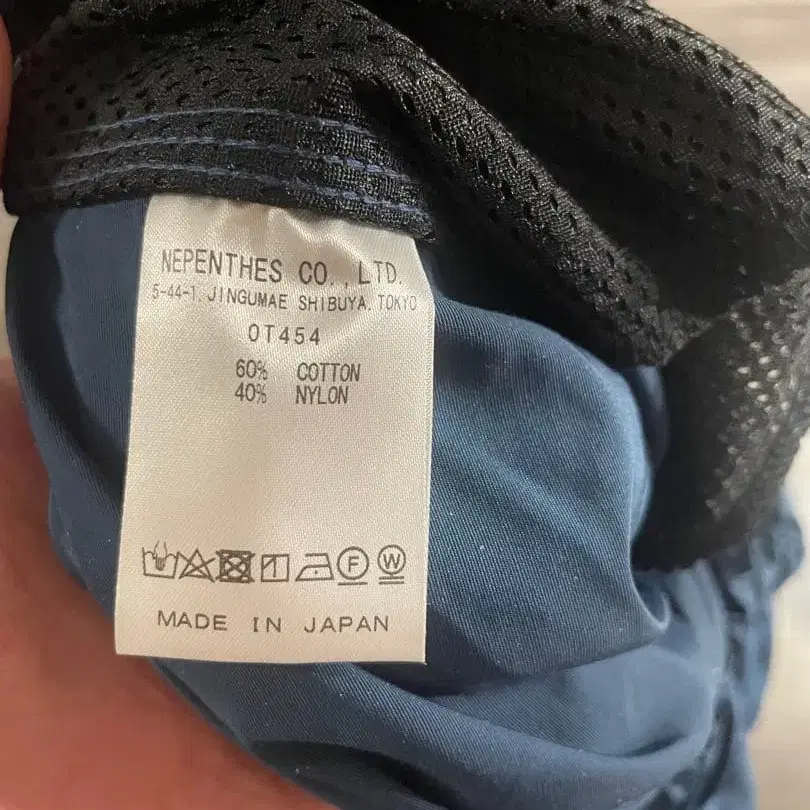 NEPENTHES CO.,LTD.
5-44-1, JINGUMAE SHIBUYA, TOKYO
OT454
60% COTTON
40% NYLON
F W
MADE IN JAPAN